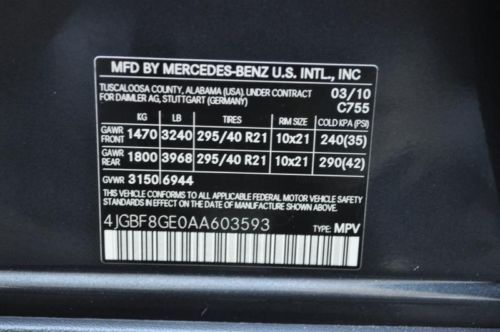 MFD BY MERCEDES-BENZ U.S. INTL., INC
TUSCALOOSA COUNTY, ALABAMA (USA). UNDER CONTRACT 03/10
FOR DAIMLER AG, STUTTGART (GERMANY) C755
KG LB TIRES RIM SIZE COLD KPA (PSI)
GAWR FRONT 1470 3240 295/40 R21 10x21 240(35)
GAWR REAR 1800 3968 295/40 R21 10x21 290(42)
GVWR 3150 6944
THIS VEHICLE CONFORMS TO ALL APPLICABLE FEDERAL MOTOR VEHICLE SAFETY
STANDARDS IN EFFECT ON THE DATE OF MANUFACTURE SHOWN ABOVE.
4JGBF8GE0AA603593 TYPE: MPV